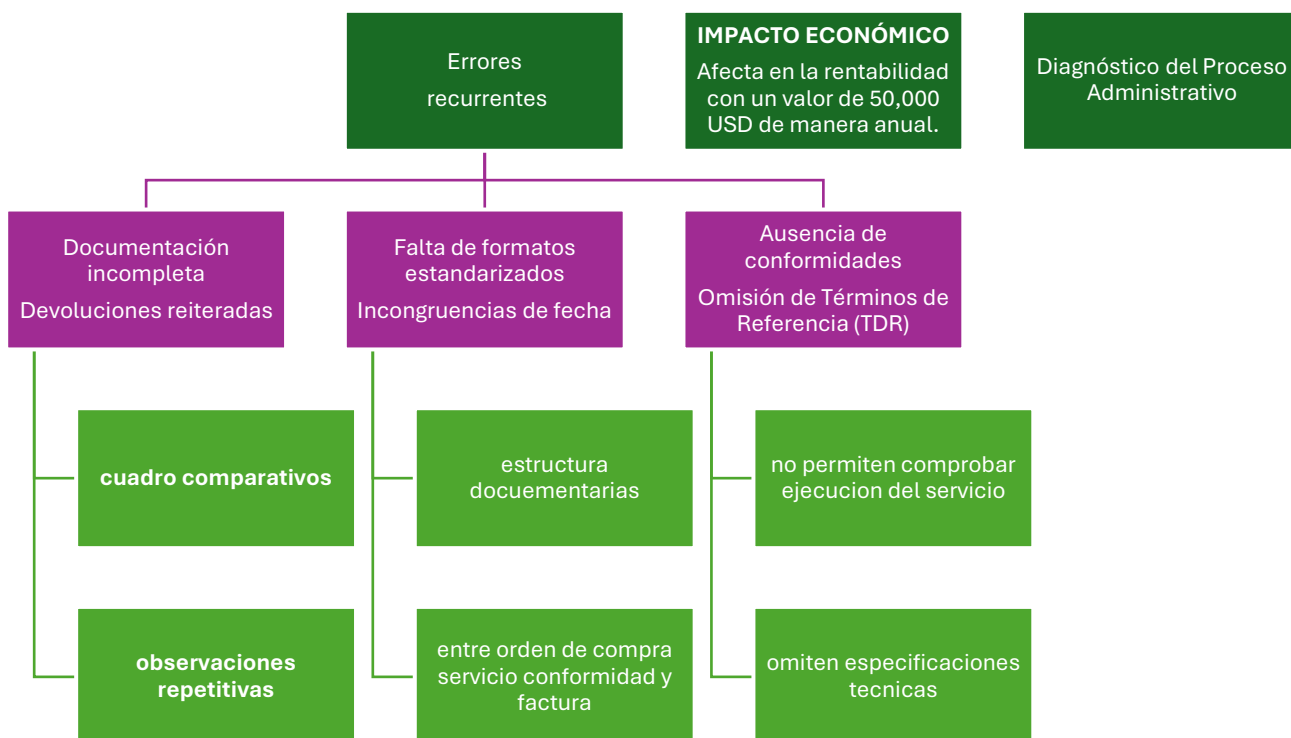 Errores
recurrentes
IMPACTO ECONÓMICO
Afecta en la rentabilidad
con un valor de 50,000
USD de manera anual.
Diagnóstico del Proceso
Administrativo
Documentación
incompleta
Devoluciones reiteradas
Falta de formatos
estandarizados
Incongruencias de fecha
Ausencia de
conformidades
Omisión de Términos de
Referencia (TDR)
cuadro comparativos
estructura
docuementarias
no permiten comprobar
ejecucion del servicio
observaciones
repetitivas
entre orden de compra
servicio conformidad y
factura
omiten especificaciones
tecnicas